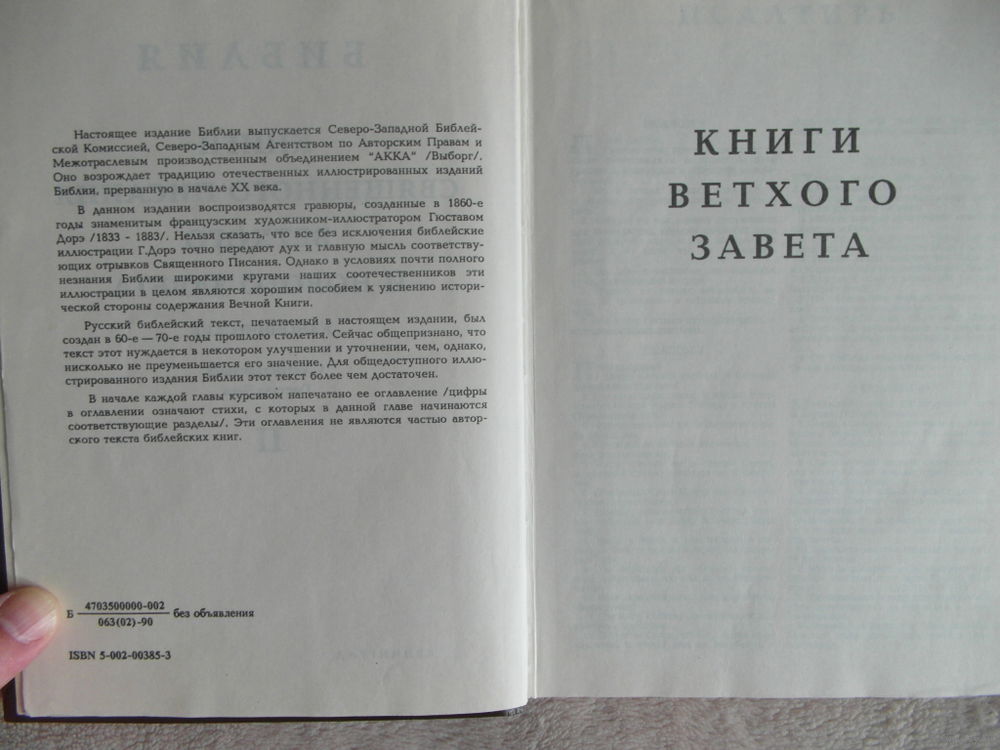 Настоящее издание Библии выпускается Северо-Западной Библей-
ской Комиссией, Северо-Западным Агентством по Авторским Правам и
Межотраслевым производственным объединением "АККА" /Выборг/.
Оно возрождает традицию отечественных иллюстрированных изданий
Библии, прерванную в начале XX века.
В данном издании воспроизводятся гравюры, созданные в 1860-е
годы знаменитым французским художником-иллюстратором Гюставом
Дорэ /1833 - 1883/. Нельзя сказать, что все без исключения библейские
иллюстрации Г.Дорэ точно передают дух и главную мысль соответству-
ющих отрывков Священного Писания. Однако в условиях почти полного
незнания Библии широкими кругами наших соотечественников эти
иллюстрации в целом являются хорошим пособием к уяснению истори-
ческой стороны содержания Вечной Книги.
Русский библейский текст, печатаемый в настоящем издании, был
создан в 60-е — 70-е годы прошлого столетия. Сейчас общепризнано, что
текст этот нуждается в некотором улучшении и уточнении, чем, однако,
нисколько не преуменьшается его значение. Для общедоступного иллю-
стрированного издания Библии этот текст более чем достаточен.
В начале каждой главы курсивом напечатано ее оглавление /цифры
в оглавлении означают стихи, с которых в данной главе начинаются
соответствующие разделы/. Эти оглавления не являются частью автор-
ского текста библейских книг.
Б 4703500000-002 без объявления
063(02)-90
ISBN 5-002-00385-3
КНИГИ
ВЕТХОГО
ЗАВЕТА